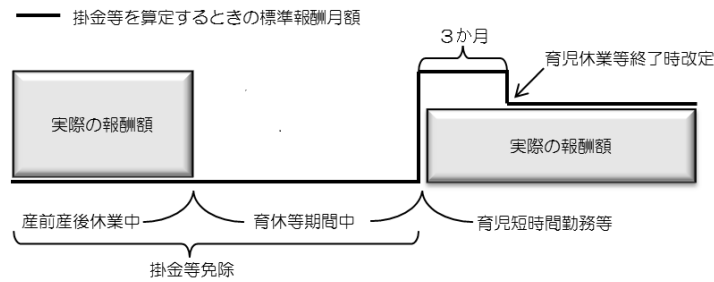 掛金等を算定するときの標準報酬月額
３か月
育児休業等終了時改定
実際の報酬額
実際の報酬額
産前産後休業中
育休等期間中
育児短時間勤務等
掛金等免除